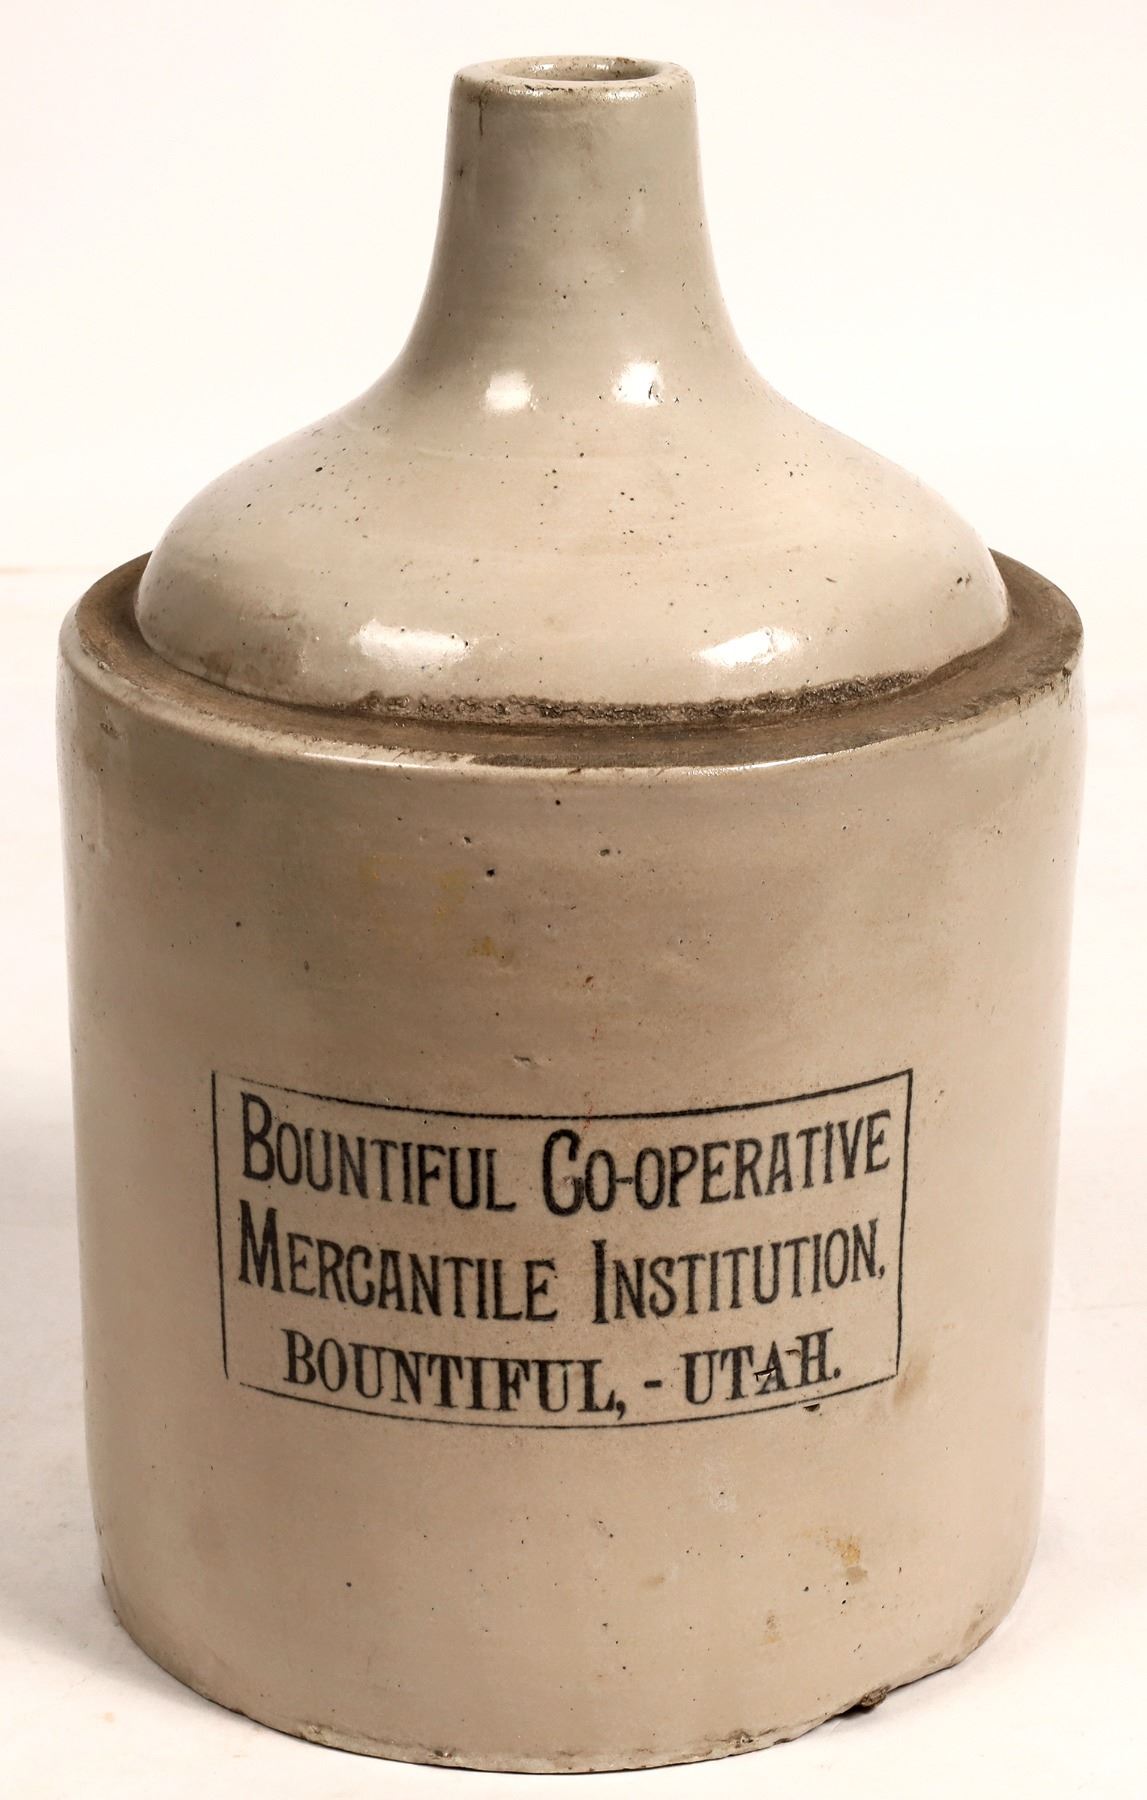 Bountiful Co-operative
Mercantile Institution,
BOUNTIFUL, - UTAH.